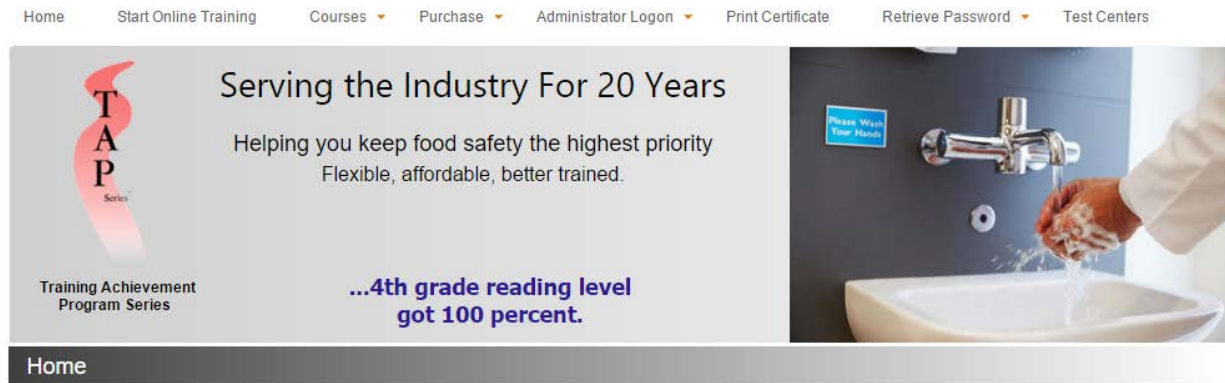 Home Start Online Training Courses Purchase Administrator Logon Print Certificate Retrieve Password Test Centers
TAP
Series
Training Achievement
Program Series
Serving the Industry For 20 Years
Helping you keep food safety the highest priority
Flexible, affordable, better trained.
...4th grade reading level
got 100 percent.
Please Wash
Your Hands
Home